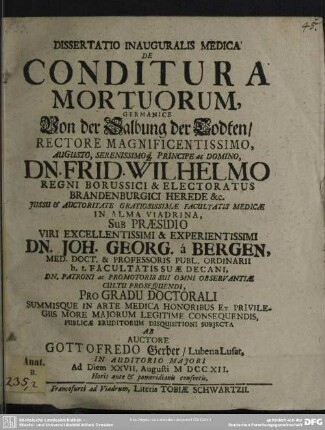 45.
DISSERTATIO INAUGURALIS MEDICA
DE
CONDITURA
MORTUORUM,
GERMANICE
Von der Salbung der Todten/
RECTORE MAGNIFICENTISSIMO,
AUGUSTO, SERENISSIMOq́; PRINCIPE ac DOMINO,
DN. FRID. WILHELMO
REGNI BORUSSICI & ELECTORATUS
BRANDENBURGICI HEREDE &c.
JUSSU & AUCTORITATE GRATIOSISSIMÆ FACULTATIS MEDICÆ
IN ALMA VIADRINA,
SUB PRÆSIDIO
VIRI EXCELLENTISSIMI & EXPERIENTISSIMI
DN. JOH. GEORG. á BERGEN,
MED. DOCT. & PROFESSORIS PUBL. ORDINARII
h. t. FACULTATIS SUÆ DECANI,
DN. PATRONI ac PROMOTORIS SUI OMNI OBSERVANTIÆ
CULTU PROSEQUENDI,
PRO GRADU DOCTORALI
SUMMISQUE IN ARTE MEDICA HONORIBUS ET PRIVILE-
GIIS MORE MAJORUM LEGITIME CONSEQUENDIS,
PUBLICÆ ERUDITORUM DISQUISITIONI SUBJECTA
AB
AUCTORE
GOTTOFREDO Gerber / Lubena Lusat.
IN AUDITORIO MAJORI
Ad Diem XXVII. Augusti M DCC XII.
Horis ante & pomeridianis consuetis.
Francofurti ad Viadrum, Literis TOBIÆ SCHWARTZII.
Anat.
B.
235,2